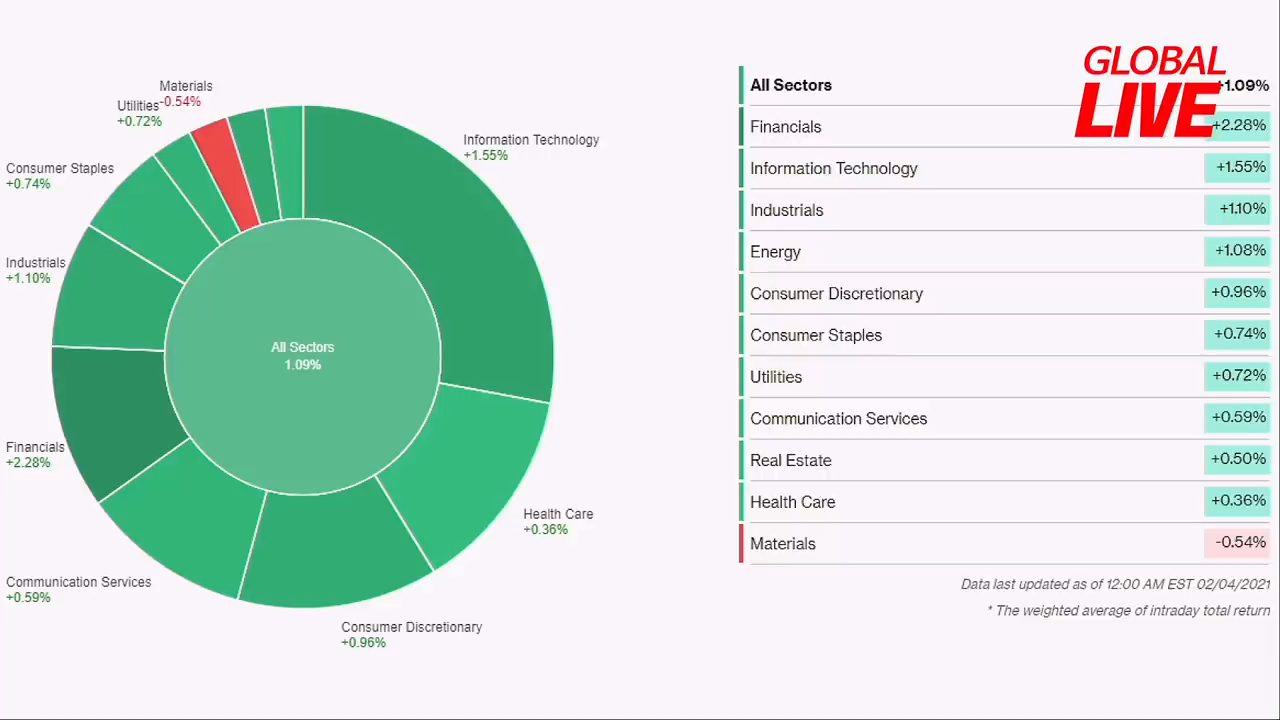 Materials
-0.54%
Utilities
+0.72%
Information Technology
+1.55%
Consumer Staples
+0.74%
Industrials
+1.10%
All Sectors
1.09%
Financials
+2.28%
Health Care
+0.36%
Communication Services
+0.59%
Consumer Discretionary
+0.96%
GLOBAL
LIVE
All Sectors +1.09%
Financials +2.28%
Information Technology +1.55%
Industrials +1.10%
Energy +1.08%
Consumer Discretionary +0.96%
Consumer Staples +0.74%
Utilities +0.72%
Communication Services +0.59%
Real Estate +0.50%
Health Care +0.36%
Materials -0.54%
Data last updated as of 12:00 AM EST 02/04/2021
* The weighted average of intraday total return